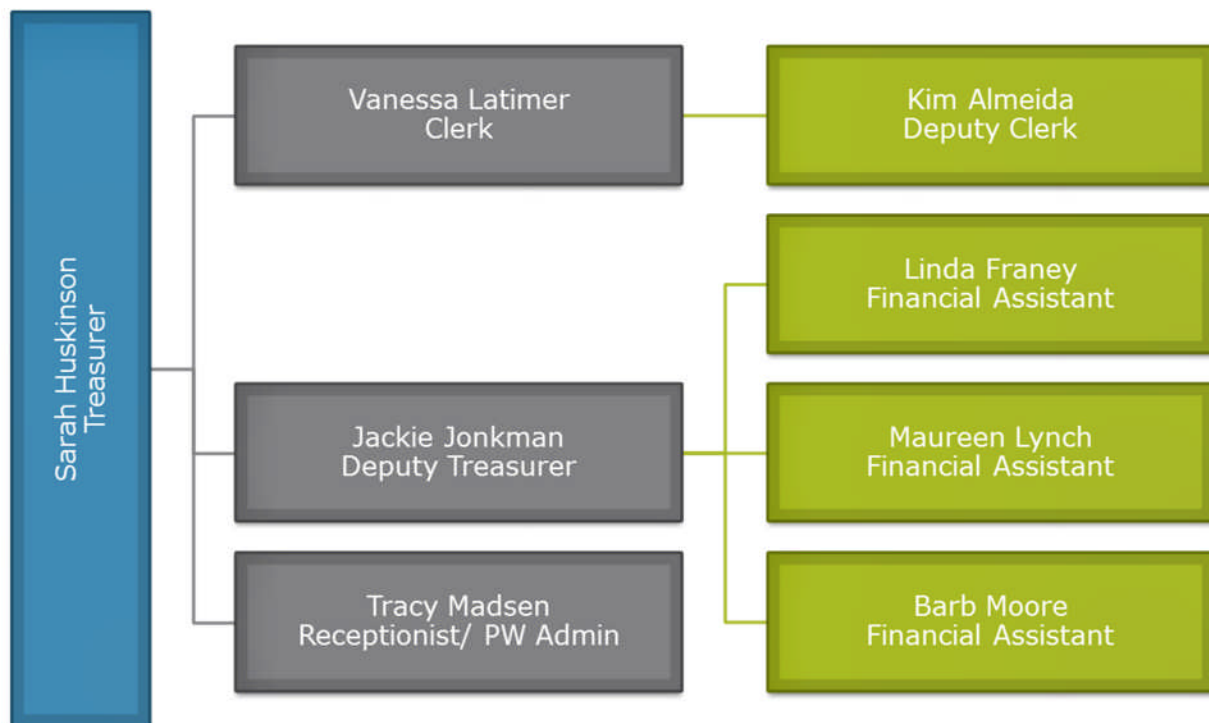 Sarah Huskinson
Treasurer
Vanessa Latimer
Clerk
Kim Almeida
Deputy Clerk
Jackie Jonkman
Deputy Treasurer
Linda Franey
Financial Assistant
Maureen Lynch
Financial Assistant
Barb Moore
Financial Assistant
Tracy Madsen
Receptionist/ PW Admin